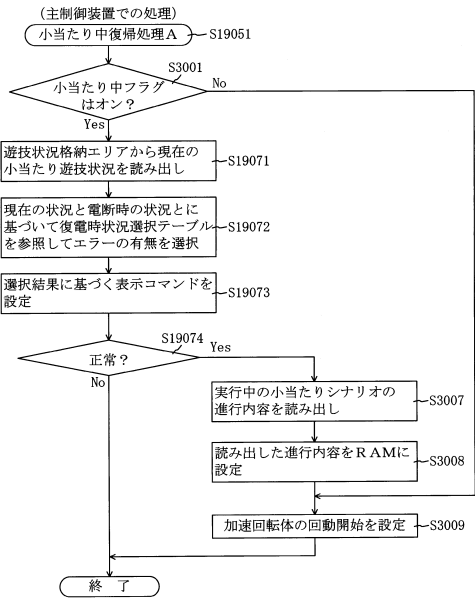 （主制御装置での処理）
小当たり中復帰処理Ａ
S19051
S3001
小当たり中フラグ
はオン？
No
Yes
遊技状況格納エリアから現在の
小当たり遊技状況を読み出し
S19071
現在の状況と電断時の状況とに
基づいて復電時状況選択テーブル
を参照してエラーの有無を選択
S19072
選択結果に基づく表示コマンドを
設定
S19073
S19074
正常？
Yes
No
実行中の小当たりシナリオの
進行内容を読み出し
S3007
読み出した進行内容をＲＡＭに
設定
S3008
加速回転体の回動開始を設定
S3009
終　了